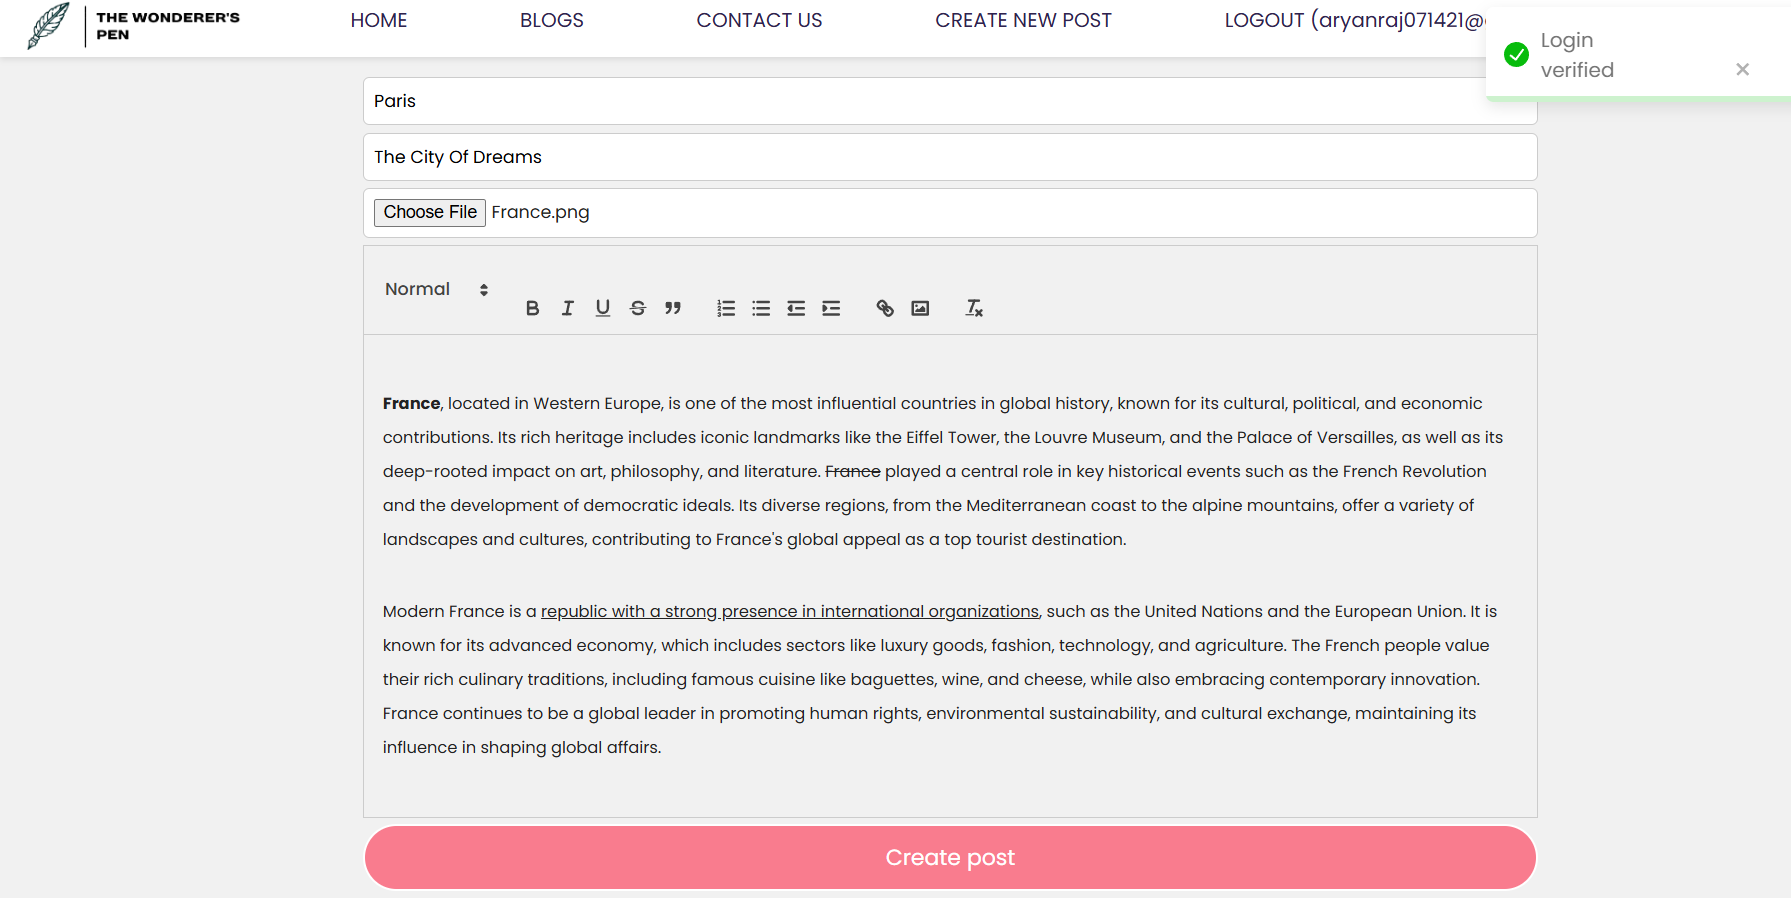 THE WONDERER'S
PEN
HOME
BLOGS
CONTACT US
CREATE NEW POST
LOGOUT (aryanraj071421@
Login
verified
Paris
The City Of Dreams
Choose File France.png
Normal
France, located in Western Europe, is one of the most influential countries in global history, known for its cultural, political, and economic
contributions. Its rich heritage includes iconic landmarks like the Eiffel Tower, the Louvre Museum, and the Palace of Versailles, as well as its
deep-rooted impact on art, philosophy, and literature. France played a central role in key historical events such as the French Revolution
and the development of democratic ideals. Its diverse regions, from the Mediterranean coast to the alpine mountains, offer a variety of
landscapes and cultures, contributing to France's global appeal as a top tourist destination.
Modern France is a republic with a strong presence in international organizations, such as the United Nations and the European Union. It is
known for its advanced economy, which includes sectors like luxury goods, fashion, technology, and agriculture. The French people value
their rich culinary traditions, including famous cuisine like baguettes, wine, and cheese, while also embracing contemporary innovation.
France continues to be a global leader in promoting human rights, environmental sustainability, and cultural exchange, maintaining its
influence in shaping global affairs.
Create post